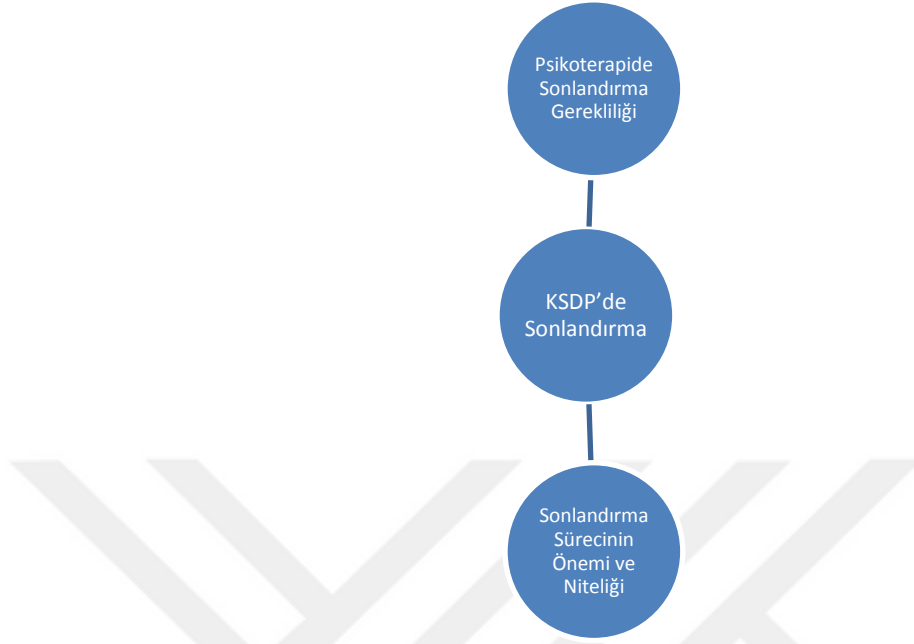 Psikoterapide
Sonlandırma
Gerekliliği
KSDP’de
Sonlandırma
Sonlandırma
Sürecinin
Önemi ve
Niteliği